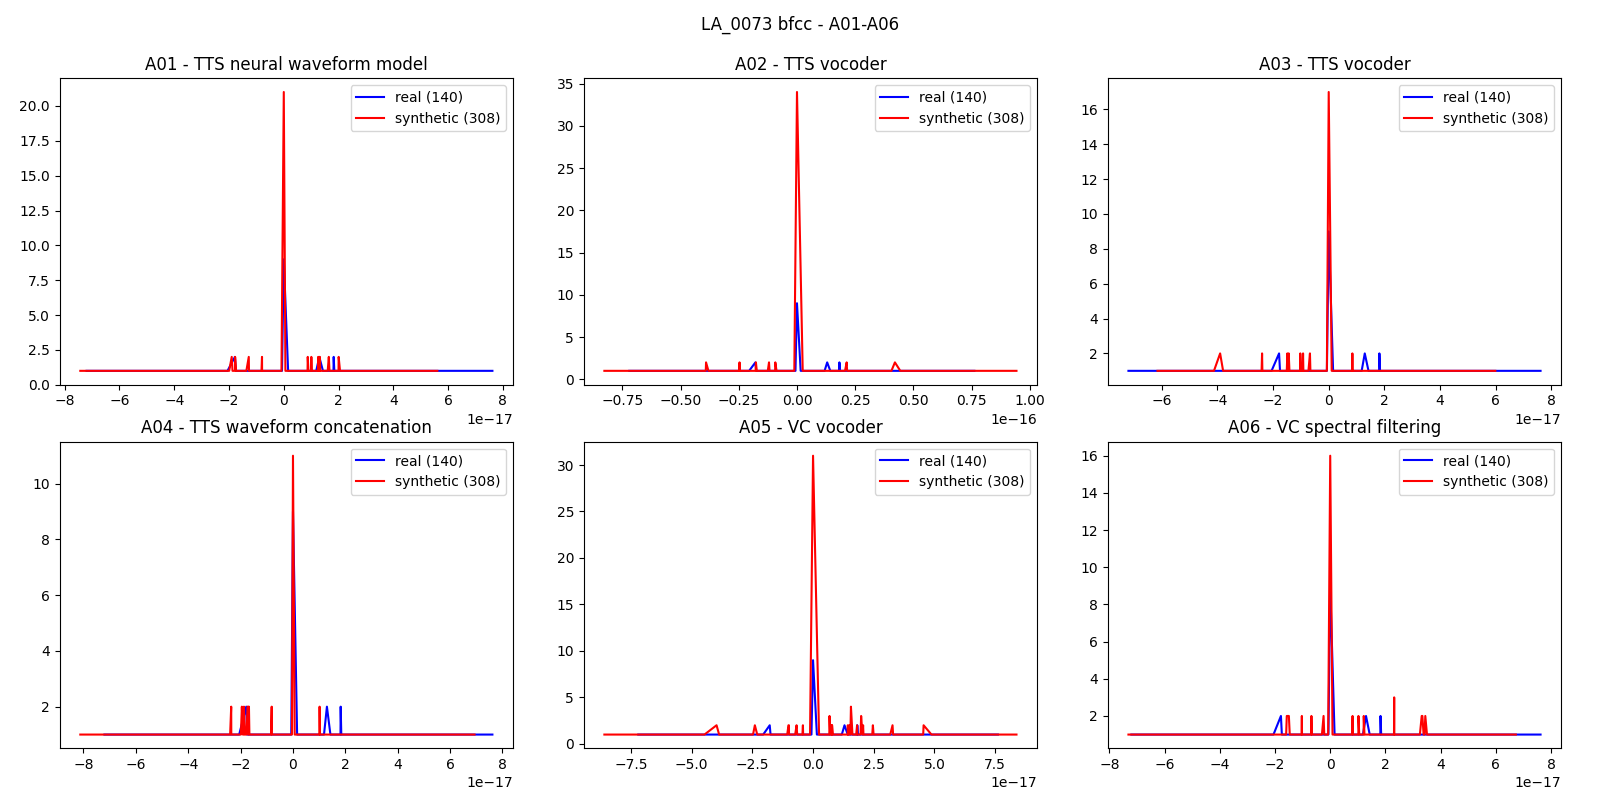 LA_0073 bfcc - A01-A06
A01 - TTS neural waveform model
20.0
17.5
15.0
12.5
10.0
7.5
5.0
2.5
0.0
real (140)
synthetic (308)
−8 −6 −4 −2 0 2 4 6 8
1e−17
A02 - TTS vocoder
35
30
25
20
15
10
5
0
real (140)
synthetic (308)
−0.75 −0.50 −0.25 0.00 0.25 0.50 0.75 1.00
1e−16
A03 - TTS vocoder
16
14
12
10
8
6
4
2
real (140)
synthetic (308)
−6 −4 −2 0 2 4 6 8
1e−17
A04 - TTS waveform concatenation
10
8
6
4
2
real (140)
synthetic (308)
−8 −6 −4 −2 0 2 4 6 8
1e−17
A05 - VC vocoder
30
25
20
15
10
5
0
real (140)
synthetic (308)
−7.5 −5.0 −2.5 0.0 2.5 5.0 7.5
1e−17
A06 - VC spectral filtering
16
14
12
10
8
6
4
2
real (140)
synthetic (308)
−8 −6 −4 −2 0 2 4 6 8
1e−17